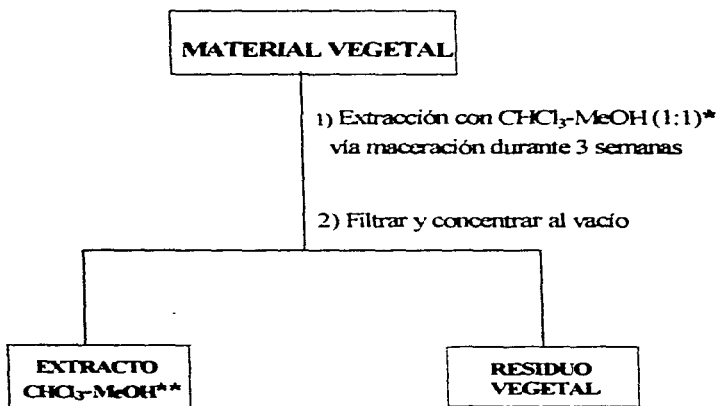 MATERIAL VEGETAL
1) Extracción con CHCl₃-MeOH (1:1)*
vía maceración durante 3 semanas
2) Filtrar y concentrar al vacío
EXTRACTO
CHCl₃-MeOH**
RESIDUO
VEGETAL